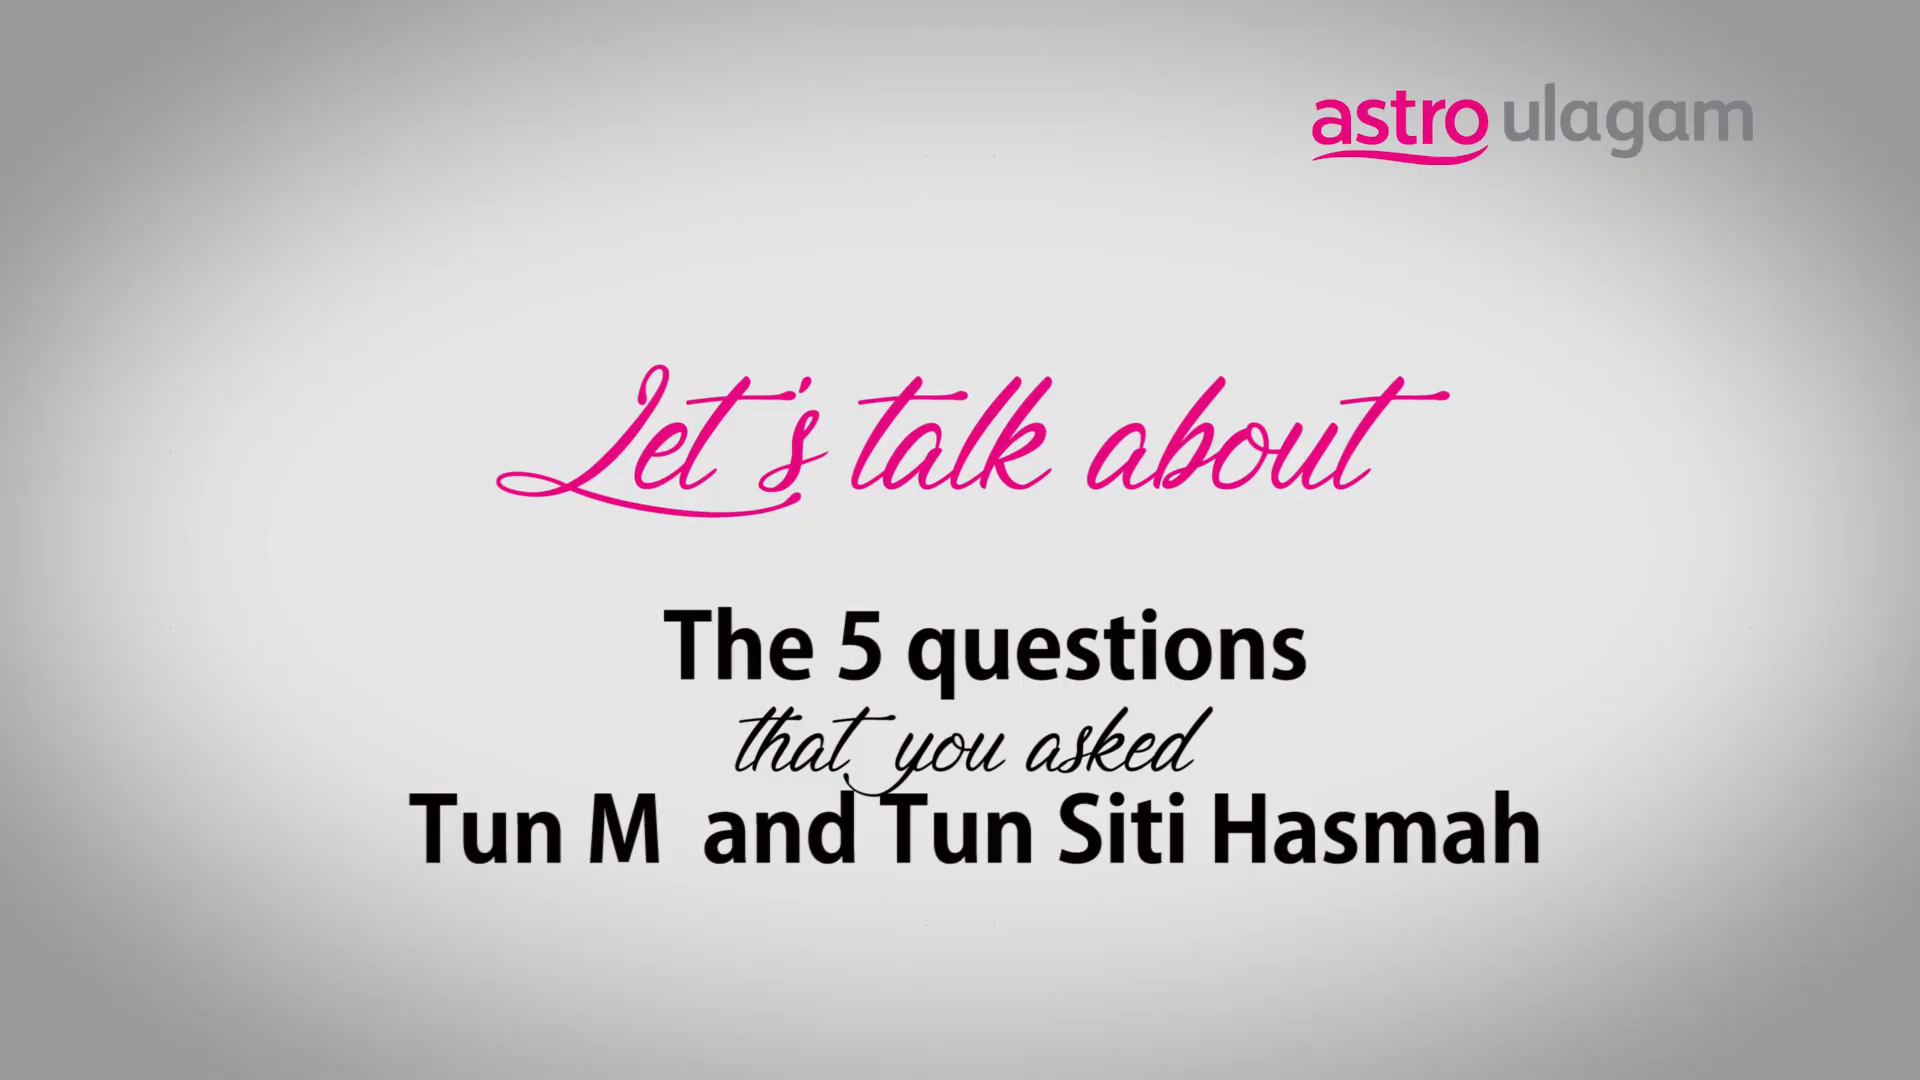 astro ulagam
Let's talk about
The 5 questions
that you asked
Tun M and Tun Siti Hasmah